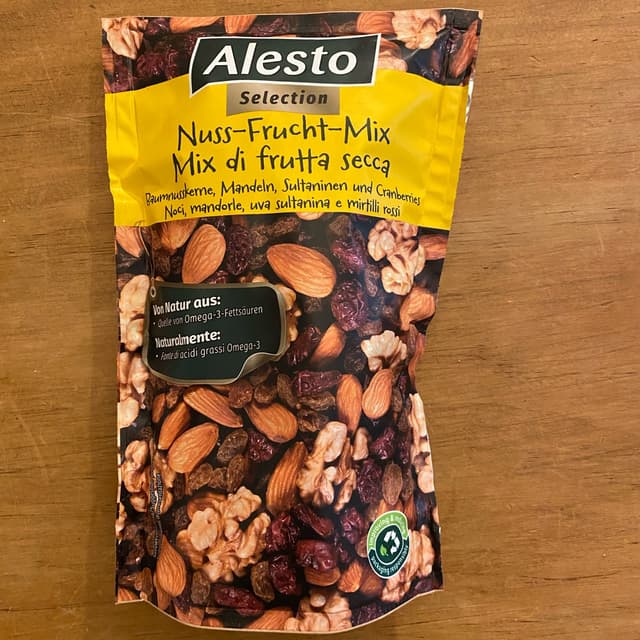 Alesto
Selection
Nuss-Frucht-Mix
Mix di frutta secca
Baumnusskerne, Mandeln, Sultaninen und Cranberries
Noci, mandorle, uva sultanina e mirtilli rossi
Von Natur aus:
• Quelle von Omega-3-Fettsäuren
Naturalmente:
• Fonte di acidi grassi Omega-3